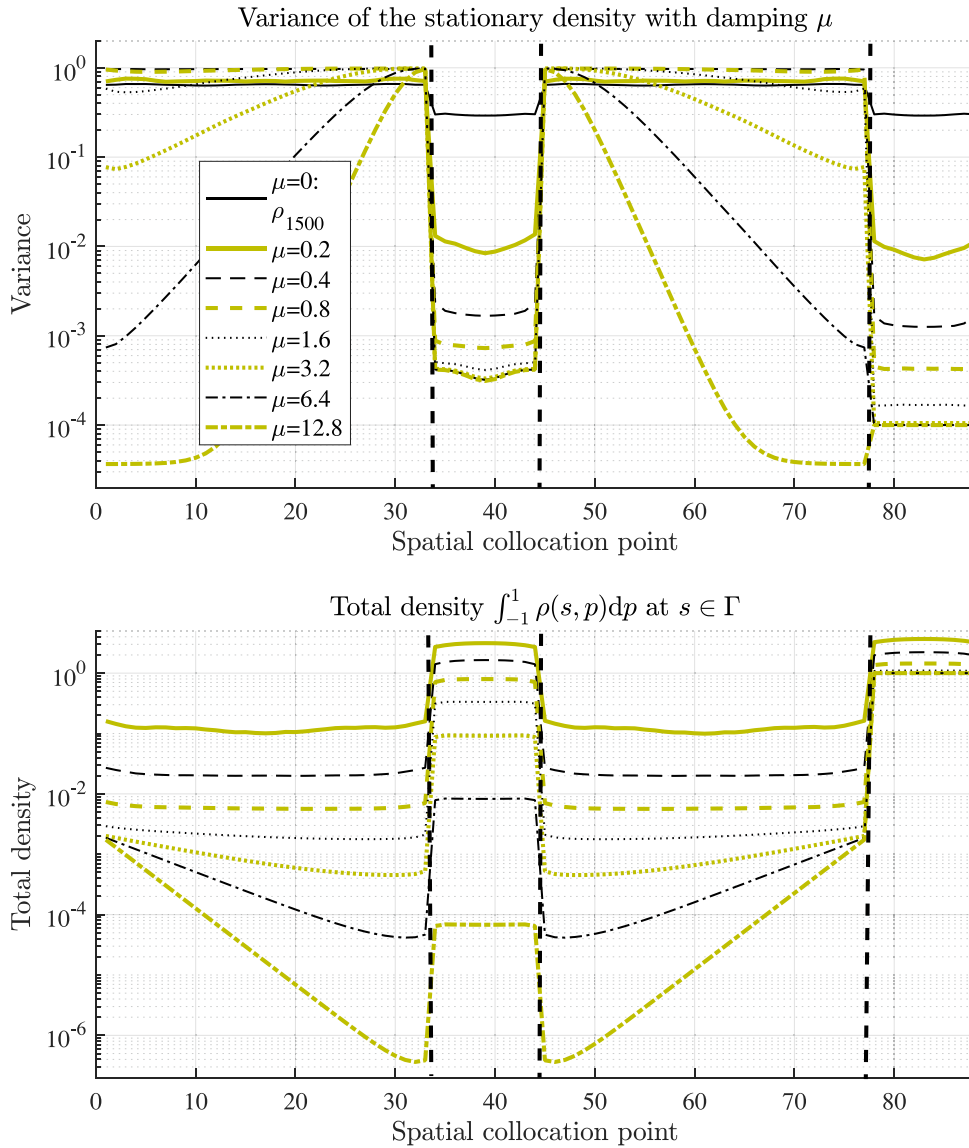 Variance of the stationary density with damping μ
Variance
10^0
10^-1
10^-2
10^-3
10^-4
μ=0:
ρ_1500
μ=0.2
μ=0.4
μ=0.8
μ=1.6
μ=3.2
μ=6.4
μ=12.8
0 10 20 30 40 50 60 70 80
Spatial collocation point
Total density ∫_{-1}^{1} ρ(s, p)dp at s ∈ Γ
Total density
10^0
10^-2
10^-4
10^-6
0 10 20 30 40 50 60 70 80
Spatial collocation point